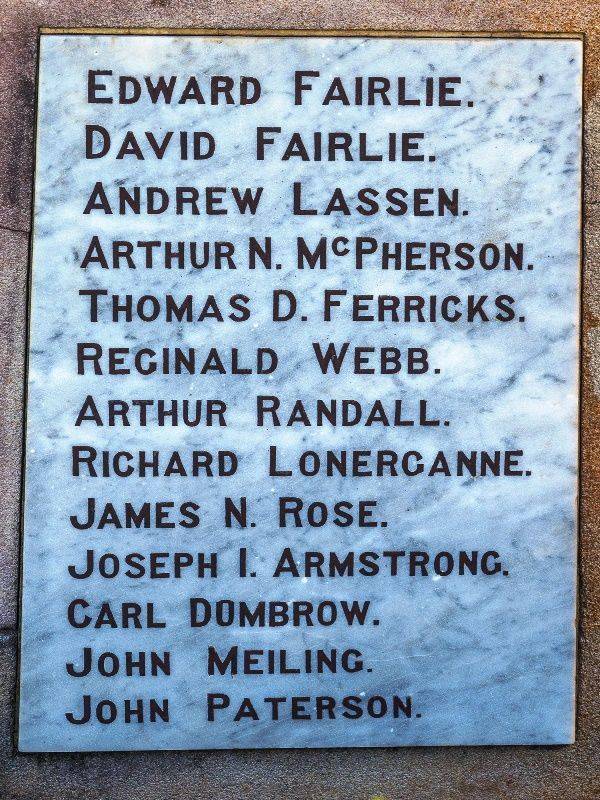 EDWARD FAIRLIE.
DAVID FAIRLIE.
ANDREW LASSEN.
ARTHUR N. McPHERSON.
THOMAS D. FERRICKS.
REGINALD WEBB.
ARTHUR RANDALL.
RICHARD LONERGANNE.
JAMES N. ROSE.
JOSEPH I. ARMSTRONG.
CARL DÜMBROW.
JOHN MEILING.
JOHN PATERSON.